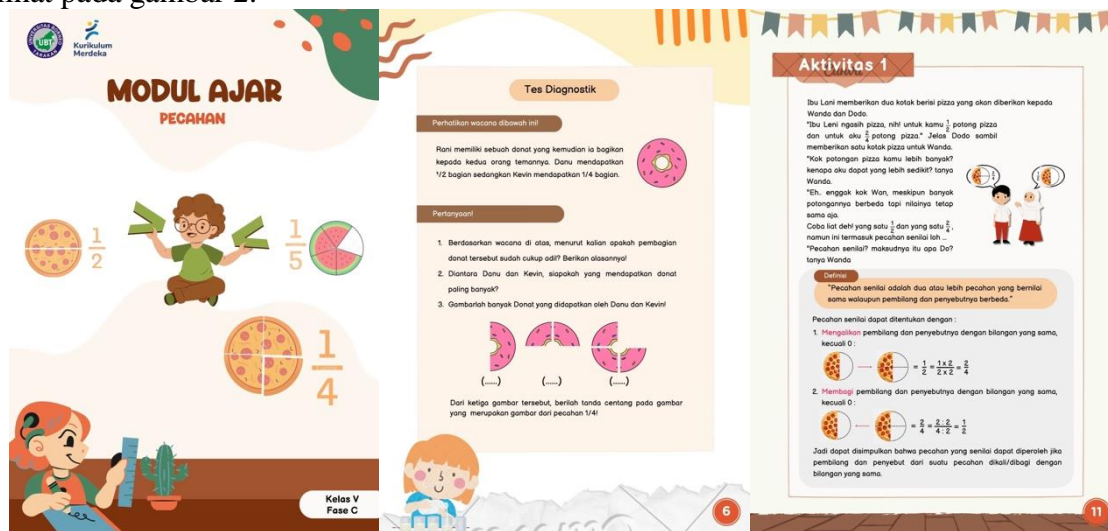 lihat pada gambar 2.
UNIVERSITAS BORNEO
UBT
TARAKAN
Kurikulum
Merdeka
MODUL AJAR
PECAHAN
1
2
1
5
1
4
Kelas V
Fase C
Tes Diagnostik
Perhatikan wacana dibawah ini!
Rani memiliki sebuah donat yang kemudian ia bagikan
kepada kedua orang temannya. Danu mendapatkan
1/2 bagian sedangkan Kevin mendapatkan 1/4 bagian.
Pertanyaan!
1. Berdasarkan wacana di atas, menurut kalian apakah pembagian
donat tersebut sudah cukup adil? Berikan alasannya!
2. Diantara Danu dan Kevin, siapakah yang mendapatkan donat
paling banyak?
3. Gambarlah banyak Donat yang didapatkan oleh Danu dan Kevin!
(......) (......) (......)
Dari ketiga gambar tersebut, berilah tanda centang pada gambar
yang merupakan gambar dari pecahan 1/4!
6
Aktivitas 1
Ibu Lani memberikan dua kotak berisi pizza yang akan diberikan kepada
Wanda dan Dodo.
"Ibu Leni ngasih pizza, nih! untuk kamu 1/2 potong pizza
dan untuk aku 2/4 potong pizza." Jelas Dodo sambil
memberikan satu kotak pizza untuk Wanda.
"Kok potongan pizza kamu lebih banyak?
kenapa aku dapat yang lebih sedikit? tanya
Wanda.
"Eh.. enggak kok Wan, meskipun banyak
potongannya berbeda tapi nilainya tetap
sama aja.
Coba liat deh! yang satu 1/2 dan yang satu 2/4,
namun ini termasuk pecahan senilai loh ...
"Pecahan senilai? maksudnya itu apa Do?
tanya Wanda
Definisi
"Pecahan senilai adalah dua atau lebih pecahan yang bernilai
sama walaupun pembilang dan penyebutnya berbeda."
Pecahan senilai dapat ditentukan dengan :
1. Mengalikan pembilang dan penyebutnya dengan bilangan yang sama,
kecuali 0 :
= 1/2 = 1 x 2 / 2 x 2 = 2/4
2. Membagi pembilang dan penyebutnya dengan bilangan yang sama,
kecuali 0 :
= 2/4 = 2 : 2 / 4 : 2 = 1/2
Jadi dapat disimpulkan bahwa pecahan yang senilai dapat diperoleh jika
pembilang dan penyebut dari suatu pecahan dikali/dibagi dengan
bilangan yang sama.
11